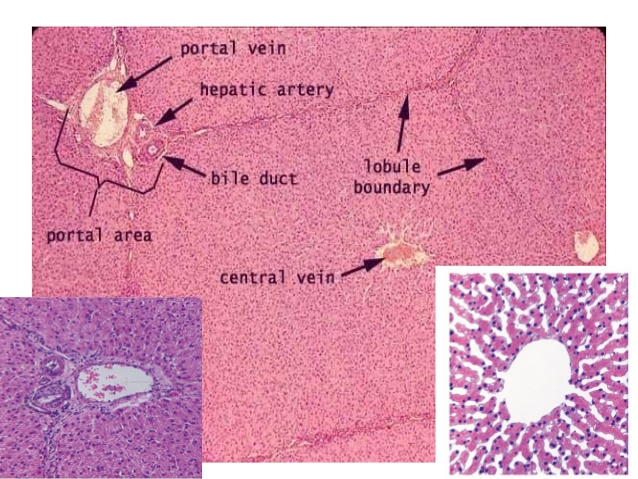 portal vein
hepatic artery
bile duct
lobule
boundary
portal area
central vein